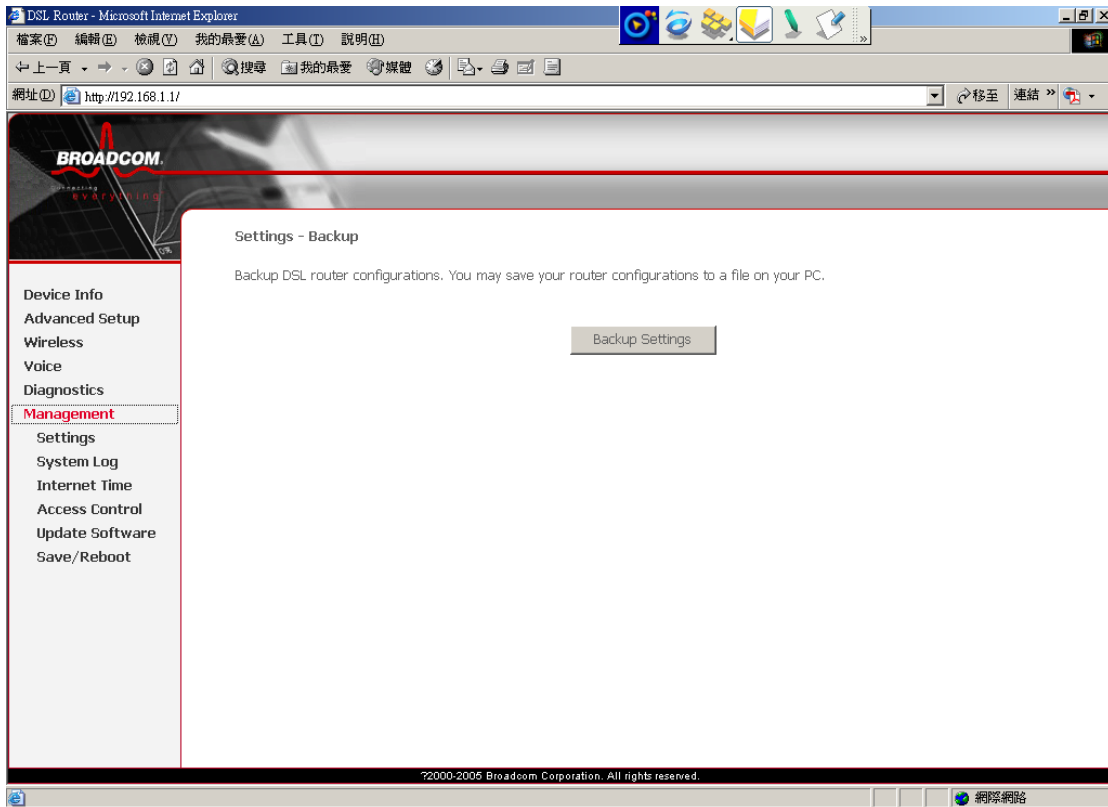 DSL Router - Microsoft Internet Explorer
檔案(F) 編輯(E) 檢視(V) 我的最愛(A) 工具(T) 說明(H)
上一頁 搜尋 我的最愛 媒體
網址(D) http://192.168.1.1/ 移至 連結 »
BROADCOM.
connecting
everything
Settings - Backup
Backup DSL router configurations. You may save your router configurations to a file on your PC.
Backup Settings
Device Info
Advanced Setup
Wireless
Voice
Diagnostics
Management
Settings
System Log
Internet Time
Access Control
Update Software
Save/Reboot
?2000-2005 Broadcom Corporation. All rights reserved.
網際網路